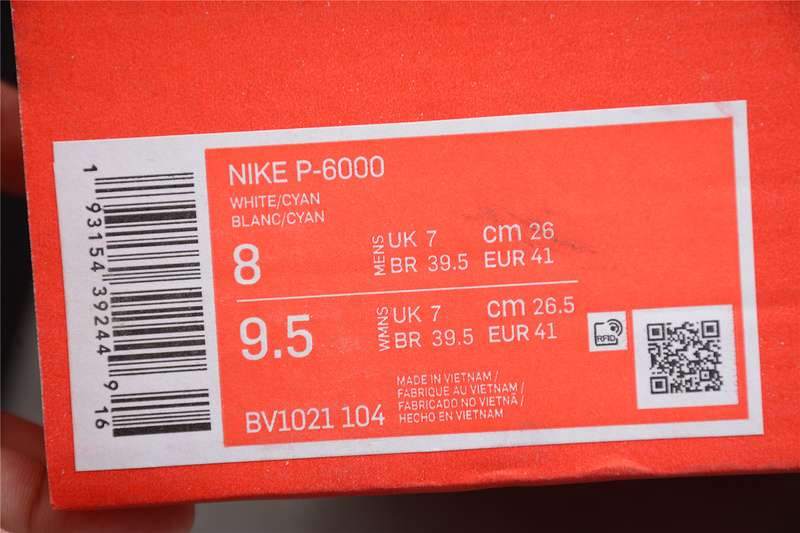 NIKE P-6000
WHITE/CYAN
BLANC/CYAN
8 MENS UK 7 cm 26
BR 39.5 EUR 41
9.5 WMNS UK 7 cm 26.5
BR 39.5 EUR 41
RFID
BV1021 104
MADE IN VIETNAM /
FABRIQUE AU VIETNAM /
FABRICADO NO VIETNÃ /
HECHO EN VIETNAM
1 93154 39244 9 16